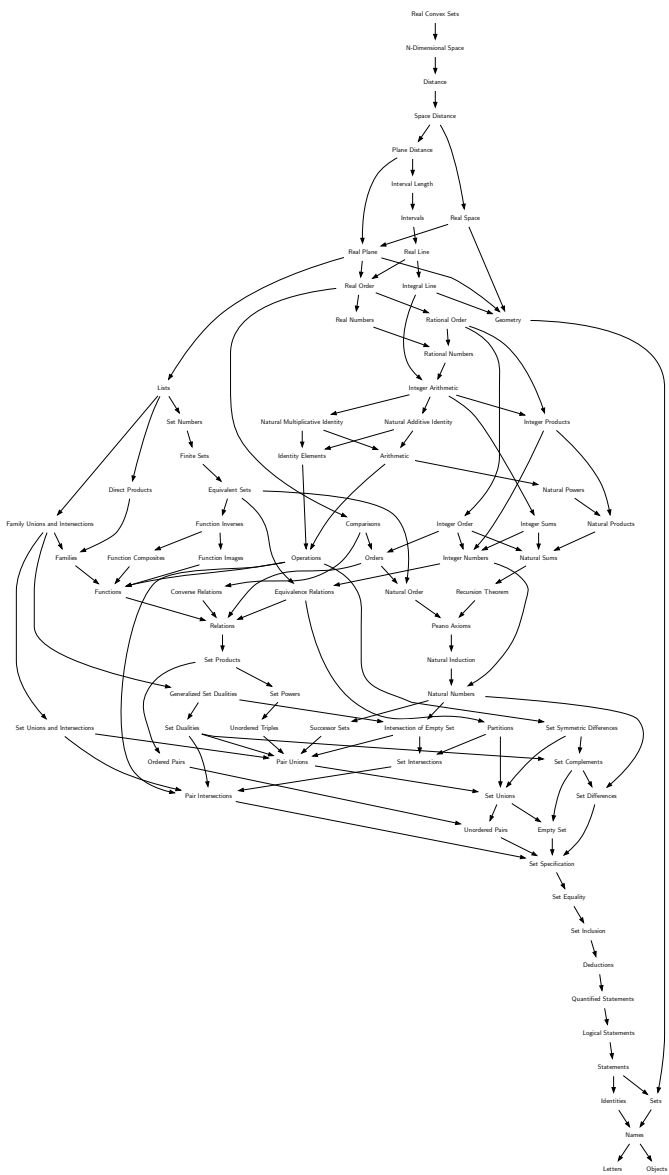 Real Convex Sets
N-Dimensional Space
Distance
Space Distance
Plane Distance
Interval Length
Intervals
Real Space
Real Plane
Real Line
Real Order
Integral Line
Real Numbers
Rational Order
Geometry
Rational Numbers
Lists
Integer Arithmetic
Set Numbers
Natural Multiplicative Identity
Natural Additive Identity
Integer Products
Finite Sets
Identity Elements
Arithmetic
Direct Products
Equivalent Sets
Natural Powers
Family Unions and Intersections
Function Inverses
Comparisons
Integer Order
Integer Sums
Natural Products
Families
Function Composites
Function Images
Operations
Orders
Integer Numbers
Natural Sums
Functions
Converse Relations
Equivalence Relations
Natural Order
Recursion Theorem
Relations
Peano Axioms
Set Products
Natural Induction
Generalized Set Dualities
Set Powers
Natural Numbers
Set Unions and Intersections
Set Dualities
Unordered Triples
Successor Sets
Intersection of Empty Set
Partitions
Set Symmetric Differences
Ordered Pairs
Pair Unions
Set Intersections
Set Complements
Pair Intersections
Set Unions
Set Differences
Unordered Pairs
Empty Set
Set Specification
Set Equality
Set Inclusion
Deductions
Quantified Statements
Logical Statements
Statements
Identities
Sets
Names
Letters
Objects